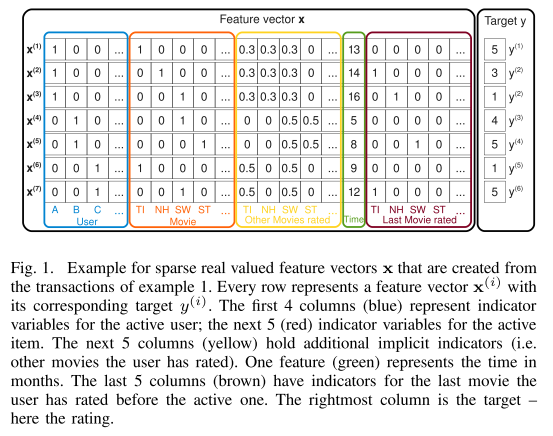 Feature vector x Target y
x(1) 1 0 0 ... 1 0 0 0 ... 0.3 0.3 0.3 0 ... 13 0 0 0 0 ... 5 y(1)
x(2) 1 0 0 ... 0 1 0 0 ... 0.3 0.3 0.3 0 ... 14 1 0 0 0 ... 3 y(2)
x(3) 1 0 0 ... 0 0 1 0 ... 0.3 0.3 0.3 0 ... 16 0 1 0 0 ... 1 y(2)
x(4) 0 1 0 ... 0 0 1 0 ... 0 0 0.5 0.5 ... 5 0 0 0 0 ... 4 y(3)
x(5) 0 1 0 ... 0 0 0 1 ... 0 0 0.5 0.5 ... 8 0 0 1 0 ... 5 y(4)
x(6) 0 0 1 ... 1 0 0 0 ... 0.5 0 0.5 0 ... 9 0 0 0 0 ... 1 y(5)
x(7) 0 0 1 ... 0 0 1 0 ... 0.5 0 0.5 0 ... 12 1 0 0 0 ... 5 y(6)
A B C ... TI NH SW ST ... TI NH SW ST ... Time TI NH SW ST ...
User Movie Other Movies rated Last Movie rated
Fig. 1. Example for sparse real valued feature vectors x that are created from
the transactions of example 1. Every row represents a feature vector x(i) with
its corresponding target y(i). The first 4 columns (blue) represent indicator
variables for the active user; the next 5 (red) indicator variables for the active
item. The next 5 columns (yellow) hold additional implicit indicators (i.e.
other movies the user has rated). One feature (green) represents the time in
months. The last 5 columns (brown) have indicators for the last movie the
user has rated before the active one. The rightmost column is the target –
here the rating.